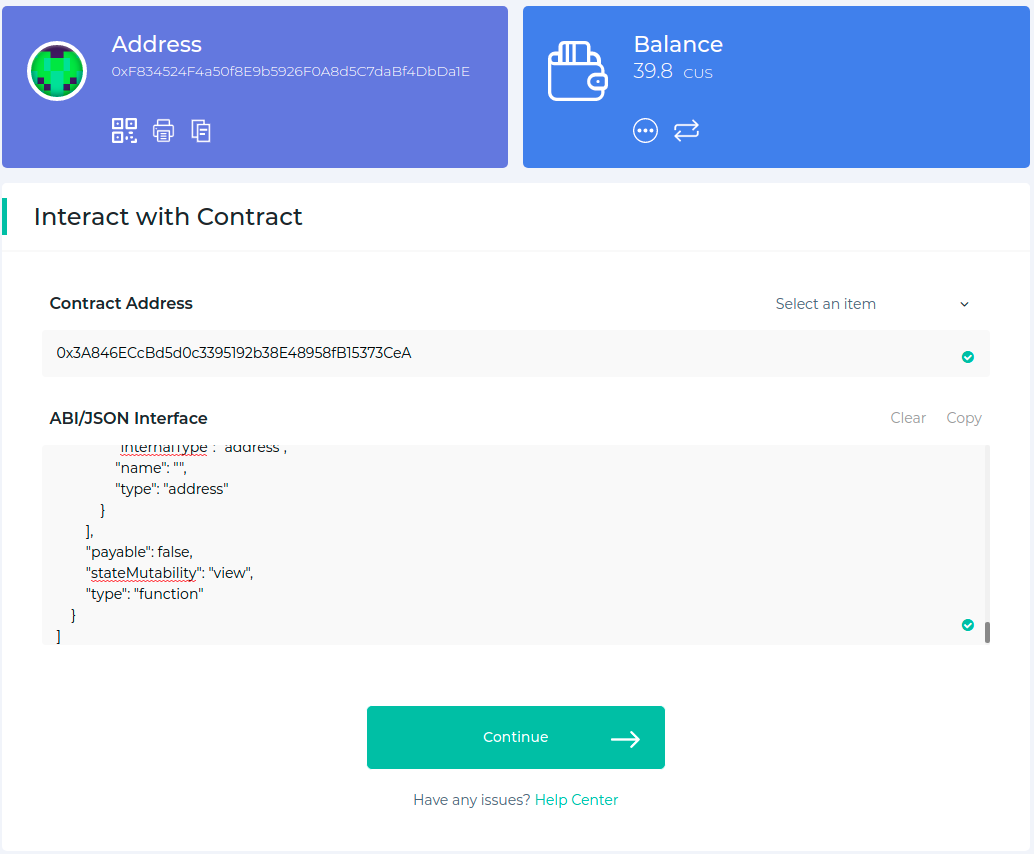 Address
0xF834524F4a50f8E9b5926F0A8d5C7daBf4DbDa1E
Balance
39.8 CUS
Interact with Contract
Contract Address
Select an item
0x3A846ECcBd5d0c3395192b38E48958fB15373CeA
ABI/JSON Interface
Clear Copy
"internalType": "address",
"name": "",
"type": "address"
}
],
"payable": false,
"stateMutability": "view",
"type": "function"
}
]
Continue
Have any issues? Help Center